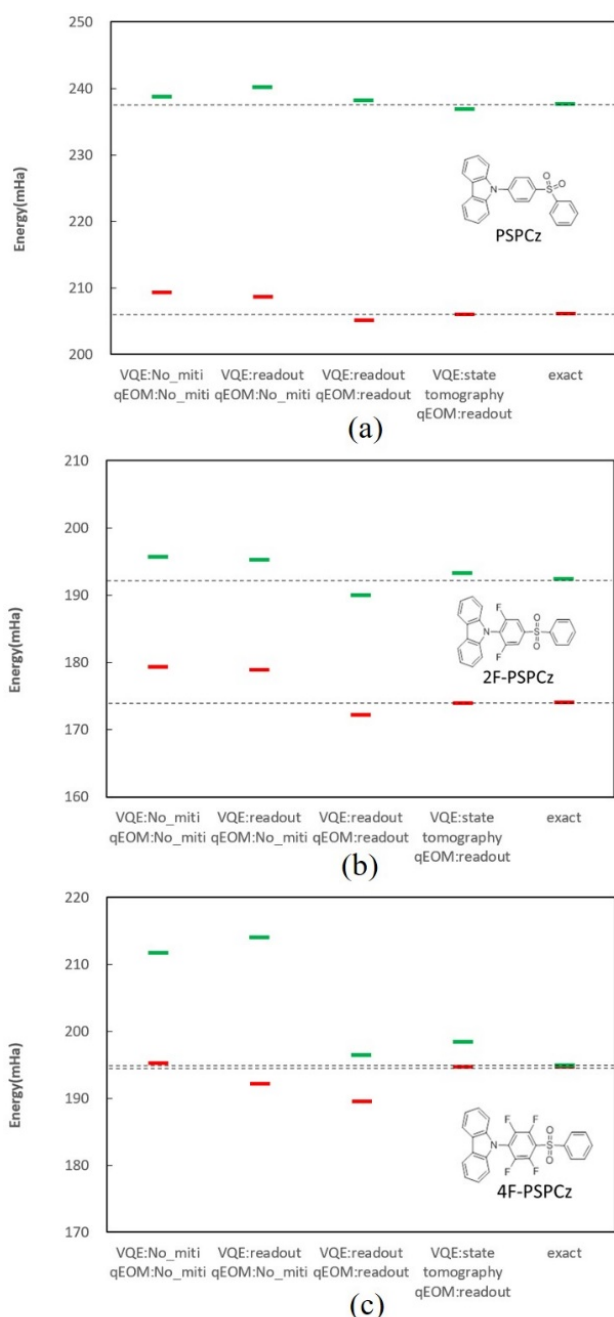 250
240
230
220
210
200
Energy(mHa)
O
S
O
N
PSPCz
VQE:No_miti
qEOM:No_miti
VQE:readout
qEOM:No_miti
VQE:readout
qEOM:readout
VQE:state
tomography
qEOM:readout
exact
(a)
210
200
190
180
170
160
Energy(mHa)
F
O
N
S
O
F
2F-PSPCz
VQE:No_miti
qEOM:No_miti
VQE:readout
qEOM:No_miti
VQE:readout
qEOM:readout
VQE:state
tomography
qEOM:readout
exact
(b)
220
210
200
190
180
170
Energy(mHa)
F
F
O
N
S
O
F
F
4F-PSPCz
VQE:No_miti
qEOM:No_miti
VQE:readout
qEOM:No_miti
VQE:readout
qEOM:readout
VQE:state
tomography
qEOM:readout
exact
(c)